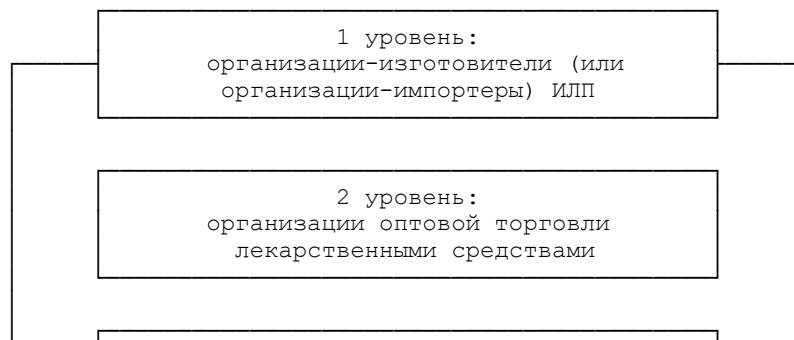 1 уровень:
организации-изготовители (или
организации-импортеры) ИЛП
2 уровень:
организации оптовой торговли
лекарственными средствами